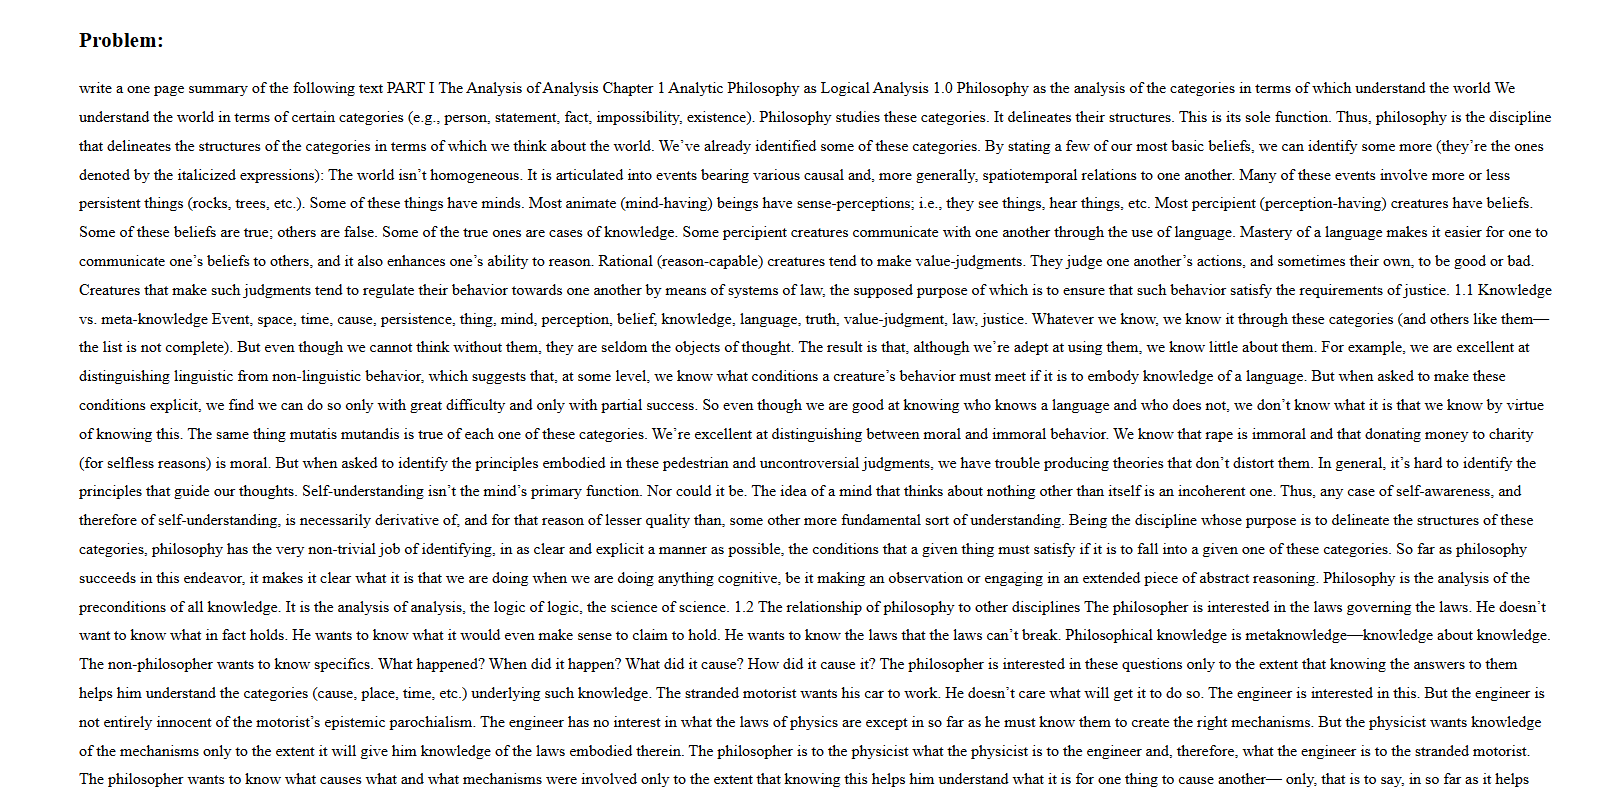 Problem:
write a one page summary of the following text PART I The Analysis of Analysis Chapter 1 Analytic Philosophy as Logical Analysis 1.0 Philosophy as the analysis of the categories in terms of which understand the world We
understand the world in terms of certain categories (e.g., person, statement, fact, impossibility, existence). Philosophy studies these categories. It delineates their structures. This is its sole function. Thus, philosophy is the discipline
that delineates the structures of the categories in terms of which we think about the world. We’ve already identified some of these categories. By stating a few of our most basic beliefs, we can identify some more (they’re the ones
denoted by the italicized expressions): The world isn’t homogeneous. It is articulated into events bearing various causal and, more generally, spatiotemporal relations to one another. Many of these events involve more or less
persistent things (rocks, trees, etc.). Some of these things have minds. Most animate (mind-having) beings have sense-perceptions; i.e., they see things, hear things, etc. Most percipient (perception-having) creatures have beliefs.
Some of these beliefs are true; others are false. Some of the true ones are cases of knowledge. Some percipient creatures communicate with one another through the use of language. Mastery of a language makes it easier for one to
communicate one’s beliefs to others, and it also enhances one’s ability to reason. Rational (reason-capable) creatures tend to make value-judgments. They judge one another’s actions, and sometimes their own, to be good or bad.
Creatures that make such judgments tend to regulate their behavior towards one another by means of systems of law, the supposed purpose of which is to ensure that such behavior satisfy the requirements of justice. 1.1 Knowledge
vs. meta-knowledge Event, space, time, cause, persistence, thing, mind, perception, belief, knowledge, language, truth, value-judgment, law, justice. Whatever we know, we know it through these categories (and others like them—
the list is not complete). But even though we cannot think without them, they are seldom the objects of thought. The result is that, although we’re adept at using them, we know little about them. For example, we are excellent at
distinguishing linguistic from non-linguistic behavior, which suggests that, at some level, we know what conditions a creature’s behavior must meet if it is to embody knowledge of a language. But when asked to make these
conditions explicit, we find we can do so only with great difficulty and only with partial success. So even though we are good at knowing who knows a language and who does not, we don’t know what it is that we know by virtue
of knowing this. The same thing mutatis mutandis is true of each one of these categories. We’re excellent at distinguishing between moral and immoral behavior. We know that rape is immoral and that donating money to charity
(for selfless reasons) is moral. But when asked to identify the principles embodied in these pedestrian and uncontroversial judgments, we have trouble producing theories that don’t distort them. In general, it’s hard to identify the
principles that guide our thoughts. Self-understanding isn’t the mind’s primary function. Nor could it be. The idea of a mind that thinks about nothing other than itself is an incoherent one. Thus, any case of self-awareness, and
therefore of self-understanding, is necessarily derivative of, and for that reason of lesser quality than, some other more fundamental sort of understanding. Being the discipline whose purpose is to delineate the structures of these
categories, philosophy has the very non-trivial job of identifying, in as clear and explicit a manner as possible, the conditions that a given thing must satisfy if it is to fall into a given one of these categories. So far as philosophy
succeeds in this endeavor, it makes it clear what it is that we are doing when we are doing anything cognitive, be it making an observation or engaging in an extended piece of abstract reasoning. Philosophy is the analysis of the
preconditions of all knowledge. It is the analysis of analysis, the logic of logic, the science of science. 1.2 The relationship of philosophy to other disciplines The philosopher is interested in the laws governing the laws. He doesn’t
want to know what in fact holds. He wants to know what it would even make sense to claim to hold. He wants to know the laws that the laws can’t break. Philosophical knowledge is metaknowledge—knowledge about knowledge.
The non-philosopher wants to know specifics. What happened? When did it happen? What did it cause? How did it cause it? The philosopher is interested in these questions only to the extent that knowing the answers to them
helps him understand the categories (cause, place, time, etc.) underlying such knowledge. The stranded motorist wants his car to work. He doesn’t care what will get it to do so. The engineer is interested in this. But the engineer is
not entirely innocent of the motorist’s epistemic parochialism. The engineer has no interest in what the laws of physics are except in so far as he must know them to create the right mechanisms. But the physicist wants knowledge
of the mechanisms only to the extent it will give him knowledge of the laws embodied therein. The philosopher is to the physicist what the physicist is to the engineer and, therefore, what the engineer is to the stranded motorist.
The philosopher wants to know what causes what and what mechanisms were involved only to the extent that knowing this helps him understand what it is for one thing to cause another— only, that is to say, in so far as it helps